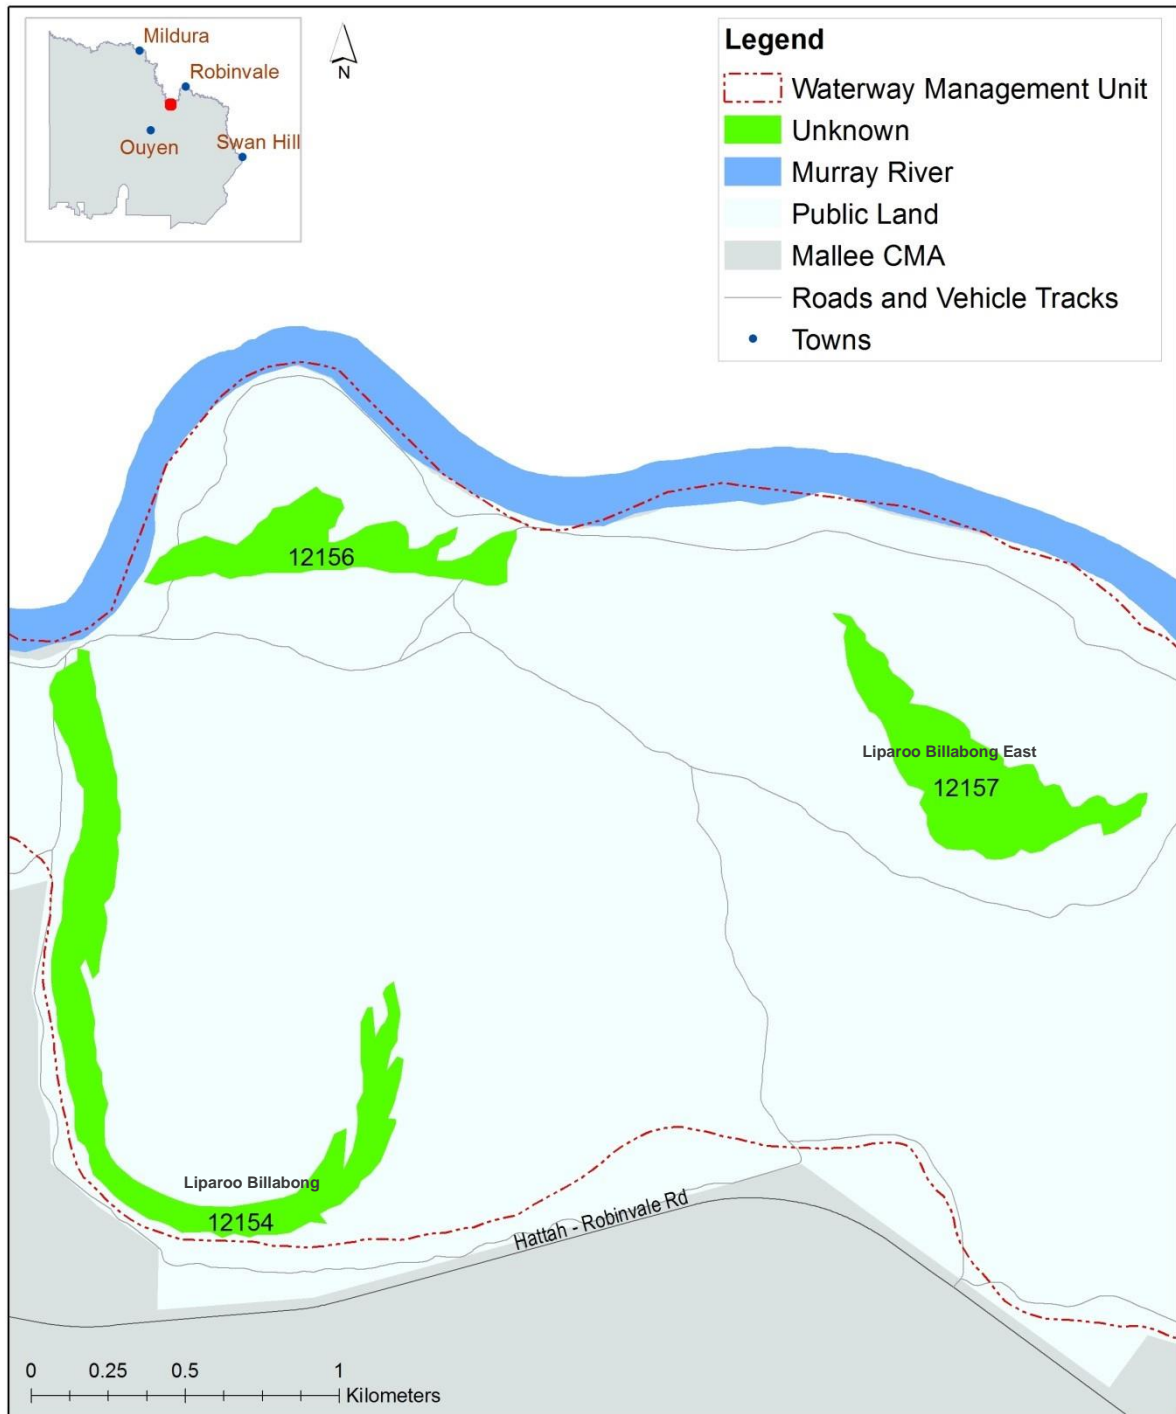 Mildura
Robinvale
Ouyen
Swan Hill
N
Legend
Waterway Management Unit
Unknown
Murray River
Public Land
Mallee CMA
Roads and Vehicle Tracks
Towns
12156
Liparoo Billabong East
12157
Liparoo Billabong
12154
Hattah - Robinvale Rd
0 0.25 0.5 1
Kilometers